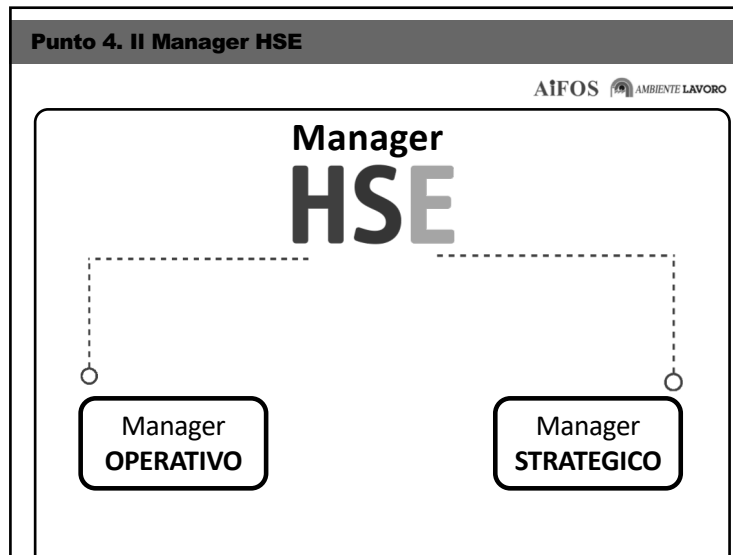 Punto 4. Il Manager HSE
AiFOS AMBIENTE LAVORO
Manager
HSE
Manager
OPERATIVO
Manager
STRATEGICO